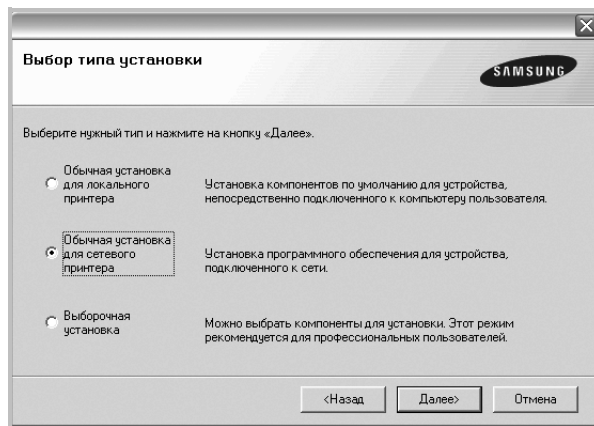 Выбор типа установки
SAMSUNG
Выберите нужный тип и нажмите на кнопку «Далее».
Обычная установка
для локального
принтера
Установка компонентов по умолчанию для устройства,
непосредственно подключенного к компьютеру пользователя.
Обычная установка
для сетевого
принтера
Установка программного обеспечения для устройства,
подключенного к сети.
Выборочная
установка
Можно выбрать компоненты для установки. Этот режим
рекомендуется для профессиональных пользователей.
<Назад
Далее>
Отмена